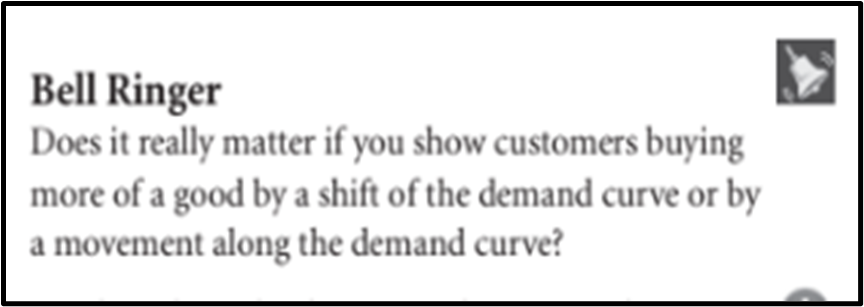 Bell Ringer
Does it really matter if you show customers buying
more of a good by a shift of the demand curve or by
a movement along the demand curve?